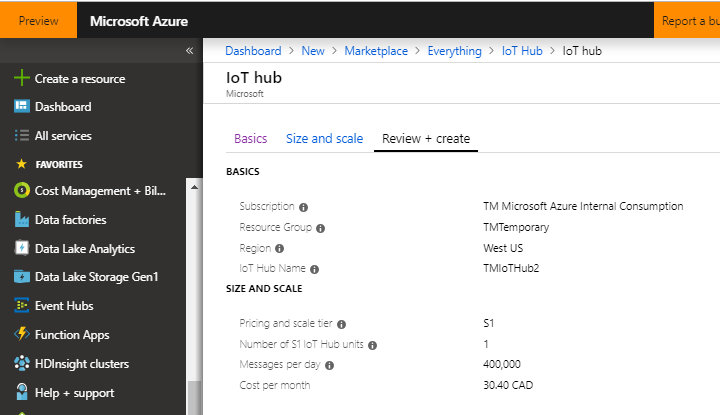 Preview
Microsoft Azure
Report a bu
«
Dashboard > New > Marketplace > Everything > IoT Hub > IoT hub
Create a resource
Dashboard
All services
FAVORITES
Cost Management + Bil...
Data factories
Data Lake Analytics
Data Lake Storage Gen1
Event Hubs
Function Apps
HDInsight clusters
Help + support
IoT hub
Microsoft
Basics Size and scale Review + create
BASICS
Subscription TM Microsoft Azure Internal Consumption
Resource Group TMTemporary
Region West US
IoT Hub Name TMIoTHub2
SIZE AND SCALE
Pricing and scale tier S1
Number of S1 IoT Hub units 1
Messages per day 400,000
Cost per month 30.40 CAD